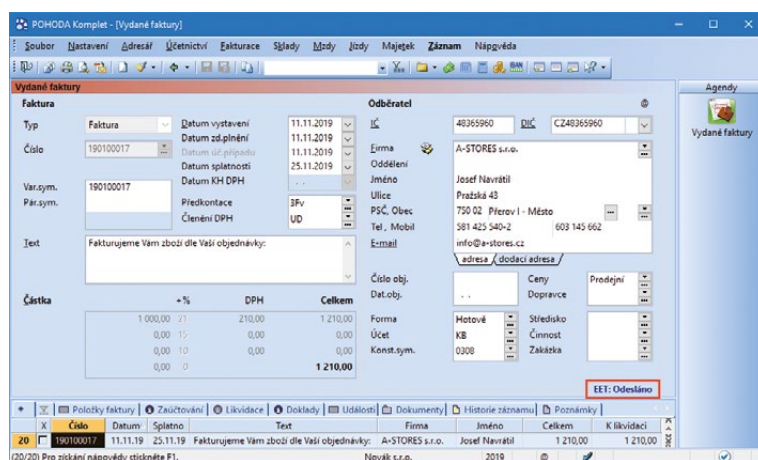 POHODA Komplet - [Vydané faktury]
Soubor Nastavení Adresář Účetnictví Fakturace Sklady Mzdy Jízdy Majetek Záznam Nápověda
Vydané faktury
Agendy
Vydané faktury
Faktura
Typ Faktura
Číslo 190100017
Var.sym. 190100017
Pár.sym.
Datum vystavení 11.11.2019
Datum zd.plnění 11.11.2019
Datum úč.případu 11.11.2019
Datum splatnosti 25.11.2019
Datum KH DPH . .
Předkontace 3Fv
Členění DPH UD
Text Fakturujeme Vám zboží dle Vaší objednávky:
Částka +% DPH Celkem
1 000,00 21 210,00 1 210,00
0,00 15 0,00 0,00
0,00 10 0,00 0,00
0,00 0 1 210,00
Odběratel @
IČ 48365960 DIČ CZ48365960
Firma A-STORES s.r.o.
Oddělení
Jméno Josef Navrátil
Ulice Pražská 43
PSČ, Obec 750 02 Přerov I - Město
Tel, Mobil 581 425 540-2 603 145 662
E-mail info@a-stores.cz
adresa dodací adresa
Číslo obj. Ceny Prodejní
Dat.obj. . . Dopravce
Forma Hotově Středisko
Účet KB Činnost
Konst.sym. 0308 Zakázka
EET: Odesláno
Položky faktury Zaúčtování Likvidace Doklady Události Dokumenty Historie záznamu Poznámky
X Číslo Datum Splatno Text Firma Jméno Celkem K likvidaci
20 190100017 11.11.19 25.11.19 Fakturujeme Vám zboží dle Vaší objednávky: A-STORES s.r.o. Josef Navrátil 1 210,00 1 210,00
(20/20) Pro získání nápovědy stiskněte F1. Novák s.r.o. 2019 @